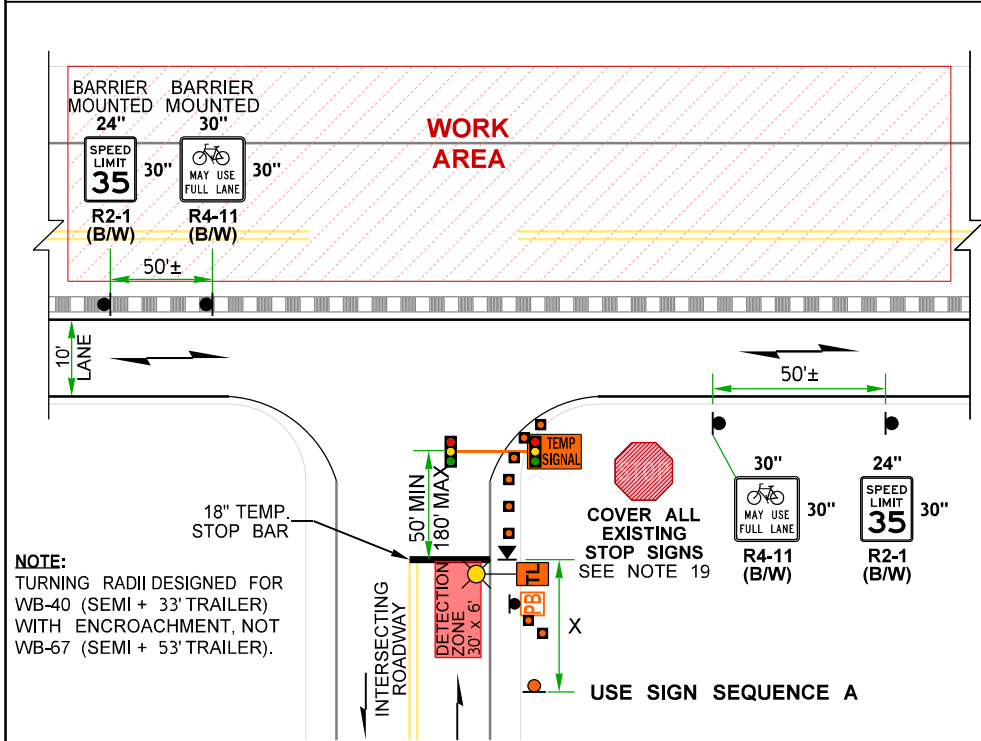 BARRIER
MOUNTED
24"
SPEED
LIMIT
35
30"
R2-1
(B/W)
BARRIER
MOUNTED
30"
MAY USE
FULL LANE
30"
R4-11
(B/W)
WORK
AREA
50'±
10'
LANE
50'±
TEMP
SIGNAL
50' MIN
180' MAX
STOP
COVER ALL
EXISTING
STOP SIGNS
SEE NOTE 19
30"
MAY USE
FULL LANE
30"
R4-11
(B/W)
24"
SPEED
LIMIT
35
30"
R2-1
(B/W)
18" TEMP.
STOP BAR
NOTE:
TURNING RADII DESIGNED FOR
WB-40 (SEMI + 33' TRAILER)
WITH ENCROACHMENT, NOT
WB-67 (SEMI + 53' TRAILER).
INTERSECTING
ROADWAY
DETECTION
ZONE
30' x 6'
TL
PB
X
USE SIGN SEQUENCE A